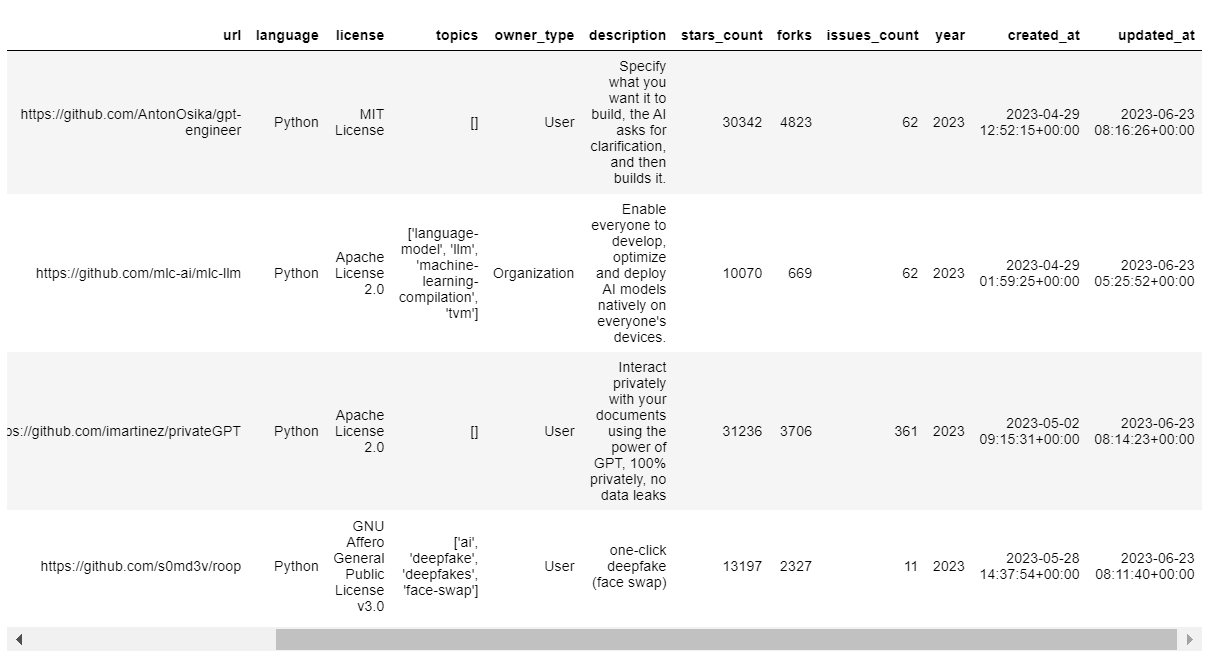 url language license topics owner_type description stars_count forks issues_count year created_at updated_at
https://github.com/AntonOsika/gpt-
engineer
Python
MIT
License
[]
User
Specify
what you
want it to
build, the AI
asks for
clarification,
and then
builds it.
30342
4823
62
2023
2023-04-29
12:52:15+00:00
2023-06-23
08:16:26+00:00
https://github.com/mlc-ai/mlc-llm
Python
Apache
License
2.0
['language-
model', 'llm',
'machine-
learning-
compilation',
'tvm']
Organization
Enable
everyone to
develop,
optimize
and deploy
AI models
natively on
everyone's
devices.
10070
669
62
2023
2023-04-29
01:59:25+00:00
2023-06-23
05:25:52+00:00
ps://github.com/imartinez/privateGPT
Python
Apache
License
2.0
[]
User
Interact
privately
with your
documents
using the
power of
GPT, 100%
privately, no
data leaks
31236
3706
361
2023
2023-05-02
09:15:31+00:00
2023-06-23
08:14:23+00:00
https://github.com/s0md3v/roop
Python
GNU
Affero
General
Public
License
v3.0
['ai',
'deepfake',
'deepfakes',
'face-swap']
User
one-click
deepfake
(face swap)
13197
2327
11
2023
2023-05-28
14:37:54+00:00
2023-06-23
08:11:40+00:00